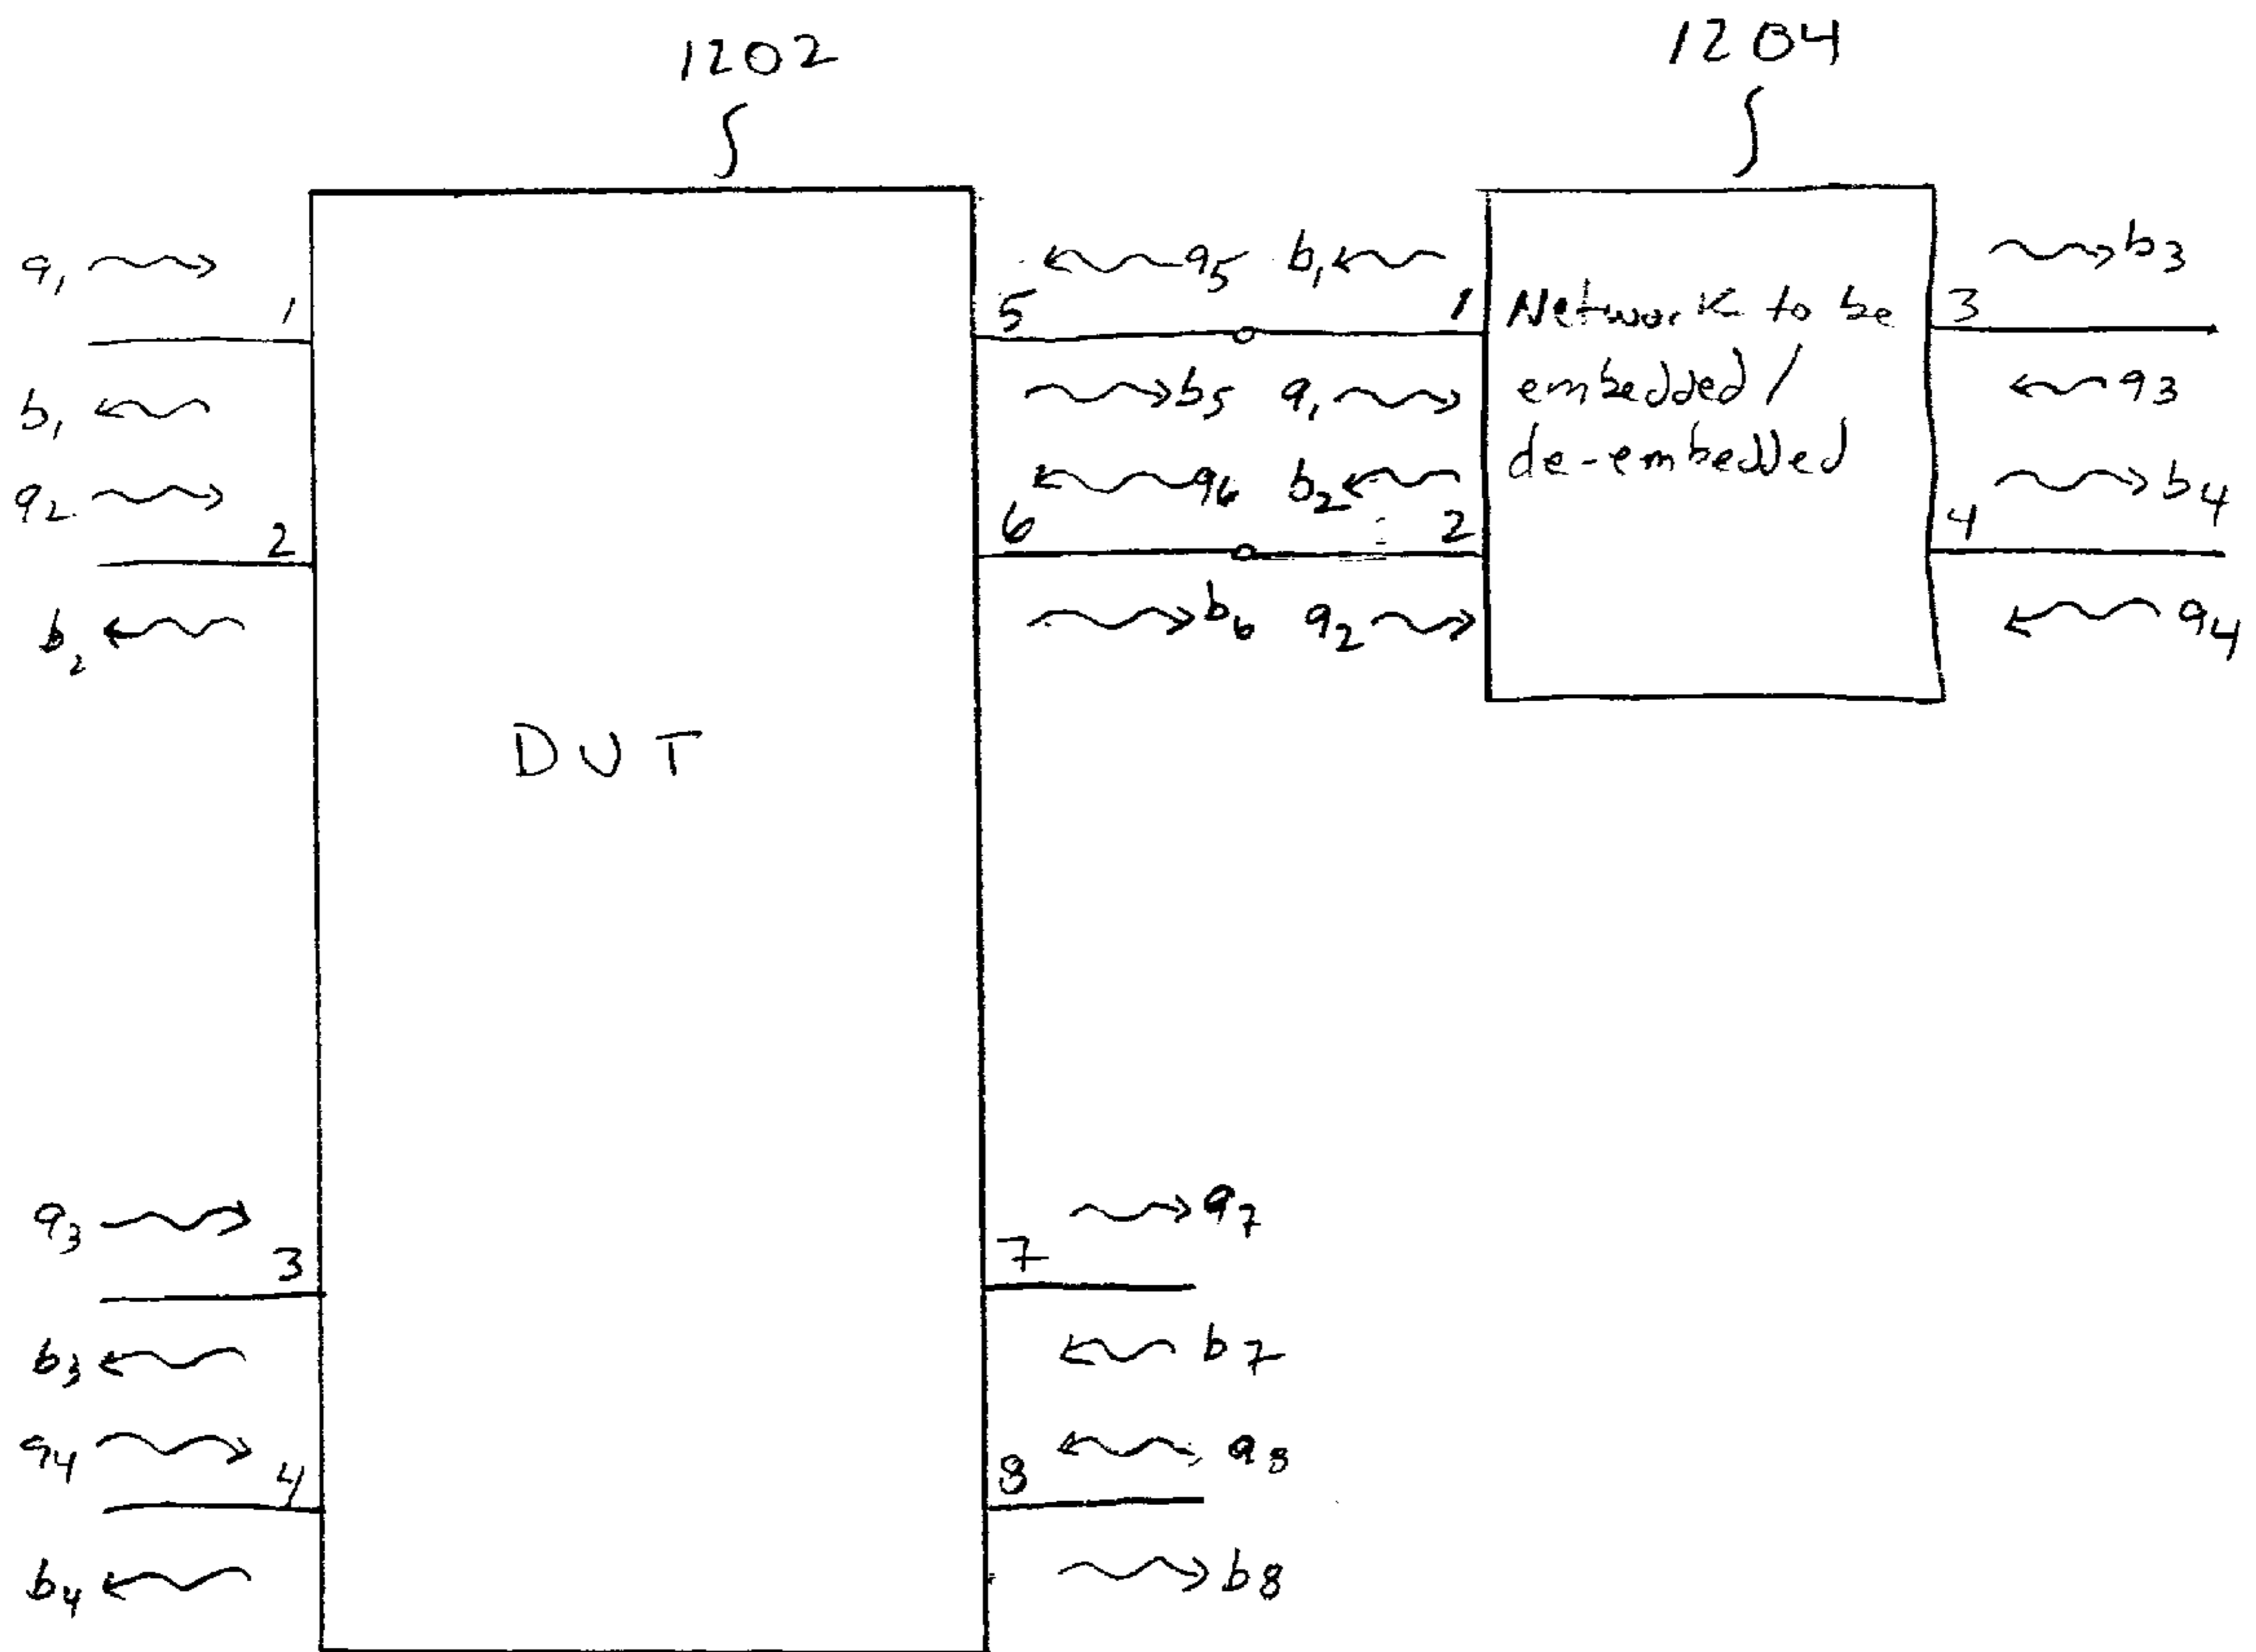 1202
1204
a1
b1
a2
b2
1
2
DUT
a5 b1
5
1
b5 a1
a6 b2
6
2
b6 a2
Network to be
embedded/
de-embedded
b3
3
a3
b4
4
a4
a3
3
b3
a4
4
b4
a7
7
b7
a8
8
b8